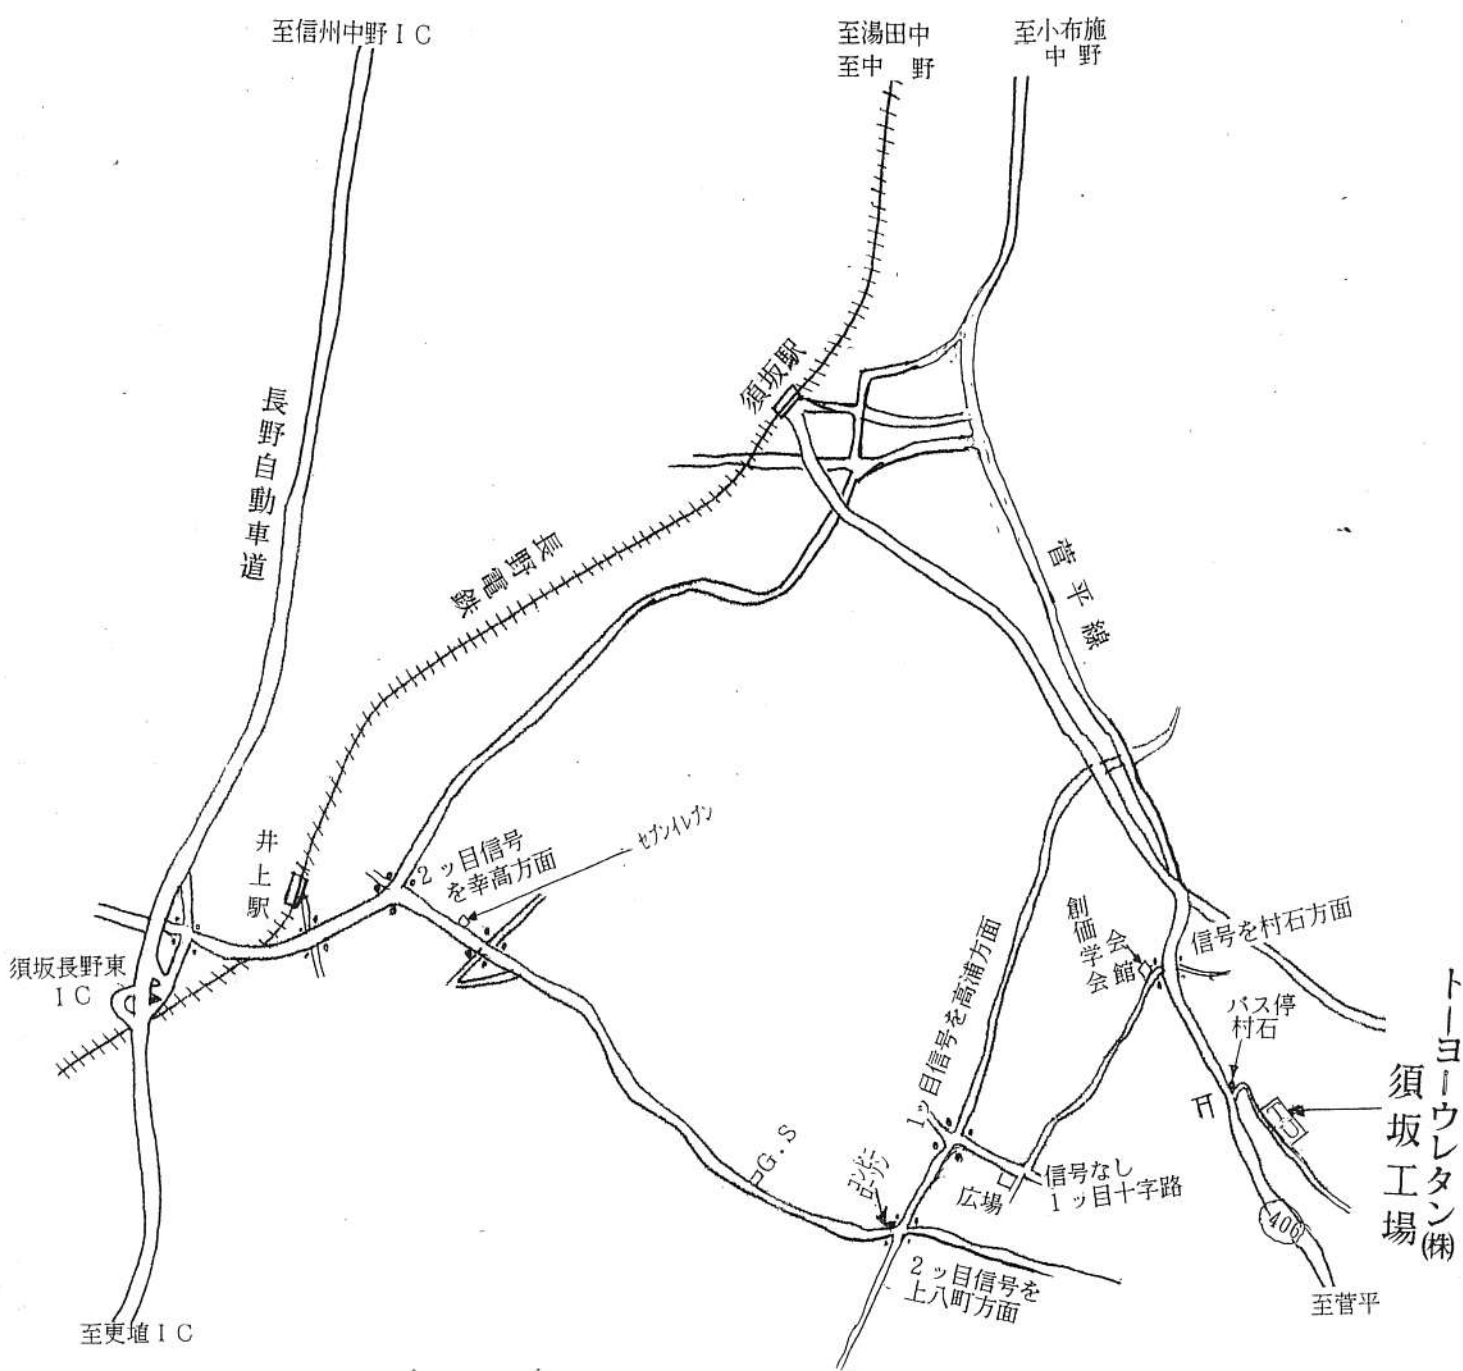 至信州中野IC
至湯田中
至中　野
至小布施
中 野
須坂駅
長野自動車道
長野電鉄
菅平線
セブンイレブン
2ッ目信号
を幸高方面
井上駅
須坂長野東
IC
創価学会
会館
信号を村石方面
バス停
村石
1ッ目信号を高浦方面
トーヨーウレタン㈱
須坂工場
G.S
広場
信号なし
1ッ目十字路
2ッ目信号を
上八町方面
406
至菅平
至更埴IC